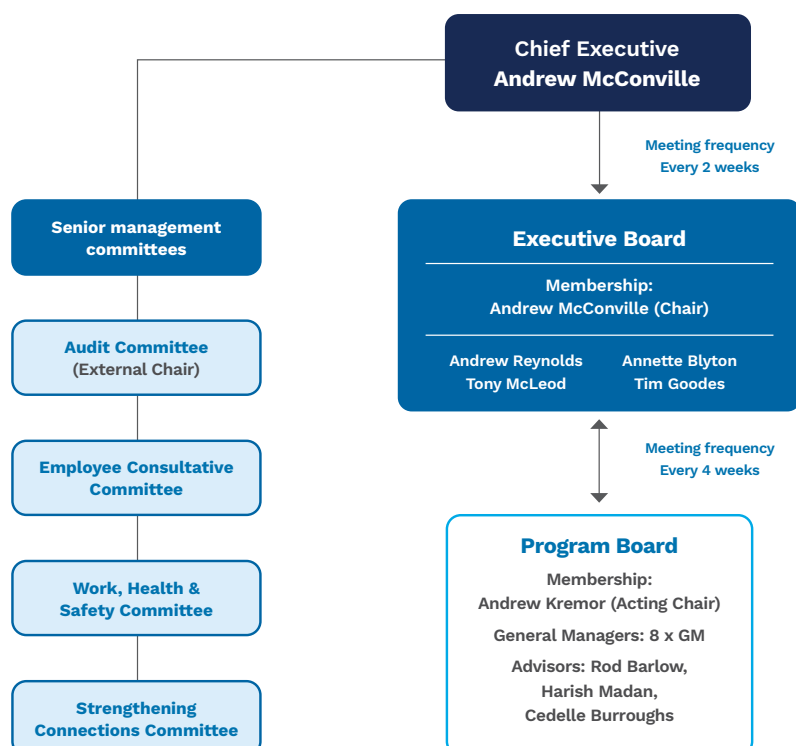 Chief Executive
Andrew McConville
Meeting frequency
Every 2 weeks
Senior management
committees
Audit Committee
(External Chair)
Employee Consultative
Committee
Work, Health &
Safety Committee
Strengthening
Connections Committee
Executive Board
Membership:
Andrew McConville (Chair)
Andrew Reynolds
Tony McLeod
Annette Blyton
Tim Goodes
Meeting frequency
Every 4 weeks
Program Board
Membership:
Andrew Kremor (Acting Chair)
General Managers: 8 x GM
Advisors: Rod Barlow,
Harish Madan,
Cedelle Burroughs